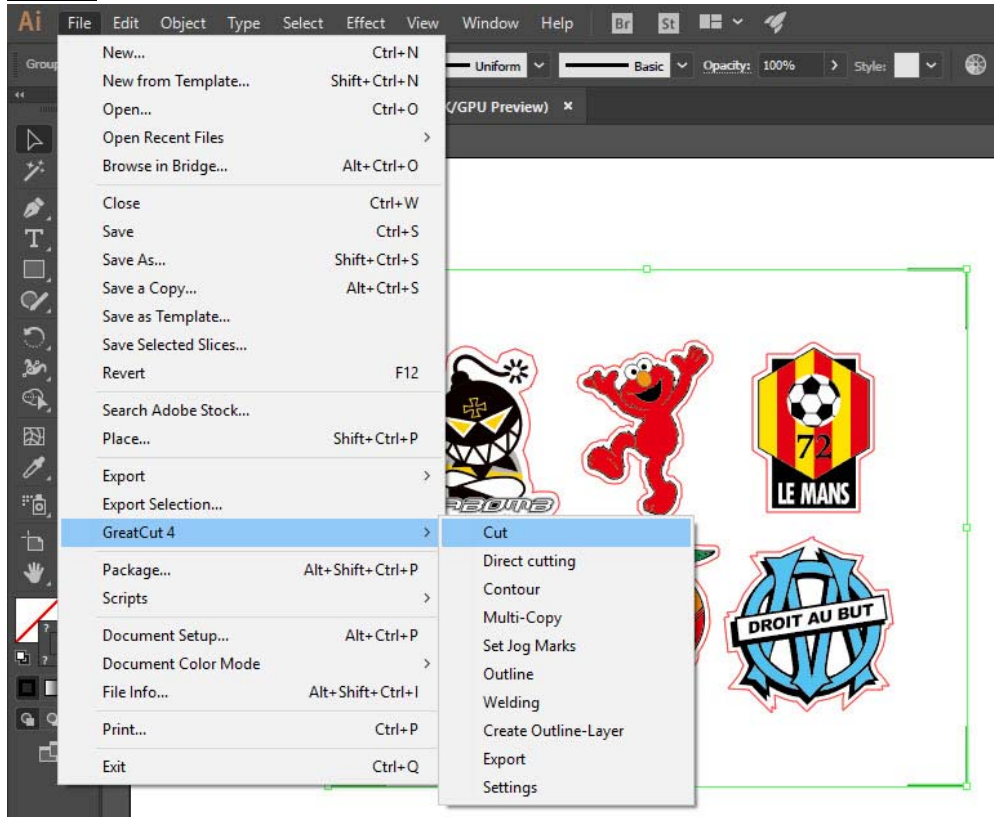 Ai File Edit Object Type Select Effect View Window Help Br St
Group Uniform Basic Opacity: 100% Style:
/GPU Preview) ×
New... Ctrl+N
New from Template... Shift+Ctrl+N
Open... Ctrl+O
Open Recent Files
Browse in Bridge... Alt+Ctrl+O
Close Ctrl+W
Save Ctrl+S
Save As... Shift+Ctrl+S
Save a Copy... Alt+Ctrl+S
Save as Template...
Save Selected Slices...
Revert F12
Search Adobe Stock...
Place... Shift+Ctrl+P
Export
Export Selection...
GreatCut 4
Package... Alt+Shift+Ctrl+P
Scripts
Document Setup... Alt+Ctrl+P
Document Color Mode
File Info... Alt+Shift+Ctrl+I
Print... Ctrl+P
Exit Ctrl+Q
Cut
Direct cutting
Contour
Multi-Copy
Set Jog Marks
Outline
Welding
Create Outline-Layer
Export
Settings
72
LE MANS
DROIT AU BUT